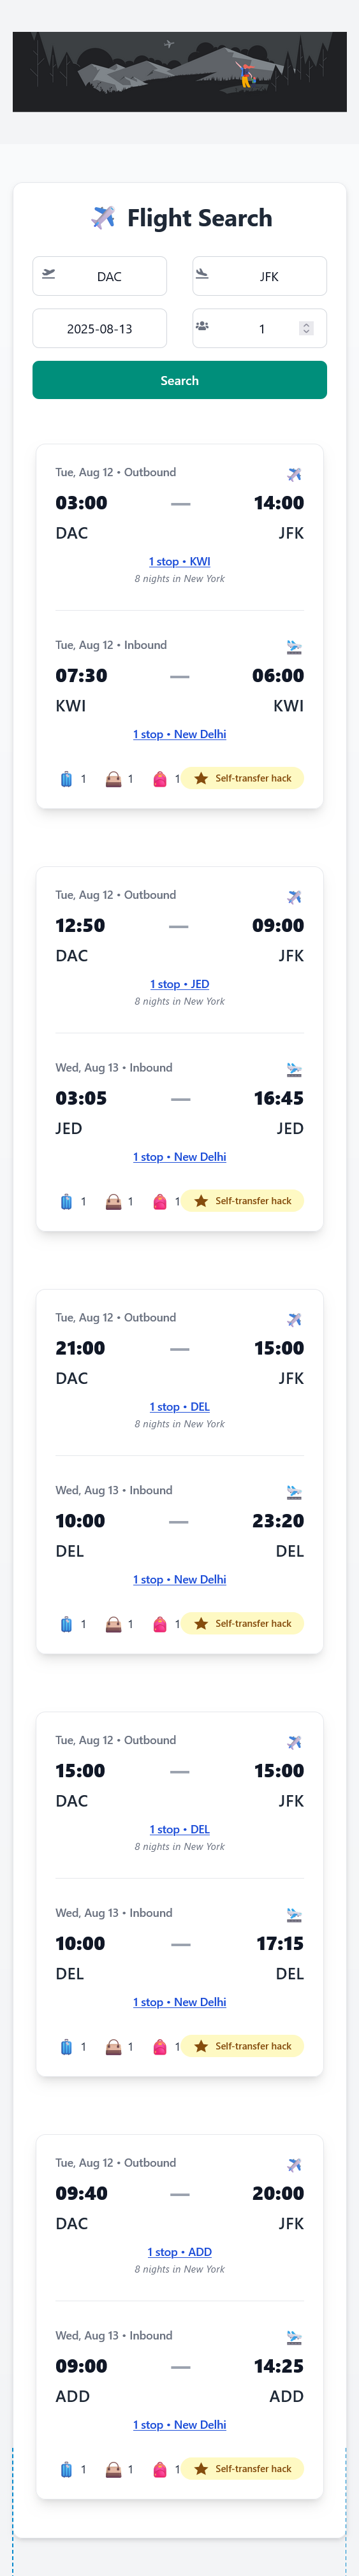 Flight Search
DAC
JFK
2025-08-13
1
Search
Tue, Aug 12 • Outbound
03:00 — 14:00
DAC JFK
1 stop • KWI
8 nights in New York
Tue, Aug 12 • Inbound
07:30 — 06:00
KWI KWI
1 stop • New Delhi
1 1 1 Self-transfer hack
Tue, Aug 12 • Outbound
12:50 — 09:00
DAC JFK
1 stop • JED
8 nights in New York
Wed, Aug 13 • Inbound
03:05 — 16:45
JED JED
1 stop • New Delhi
1 1 1 Self-transfer hack
Tue, Aug 12 • Outbound
21:00 — 15:00
DAC JFK
1 stop • DEL
8 nights in New York
Wed, Aug 13 • Inbound
10:00 — 23:20
DEL DEL
1 stop • New Delhi
1 1 1 Self-transfer hack
Tue, Aug 12 • Outbound
15:00 — 15:00
DAC JFK
1 stop • DEL
8 nights in New York
Wed, Aug 13 • Inbound
10:00 — 17:15
DEL DEL
1 stop • New Delhi
1 1 1 Self-transfer hack
Tue, Aug 12 • Outbound
09:40 — 20:00
DAC JFK
1 stop • ADD
8 nights in New York
Wed, Aug 13 • Inbound
09:00 — 14:25
ADD ADD
1 stop • New Delhi
1 1 1 Self-transfer hack